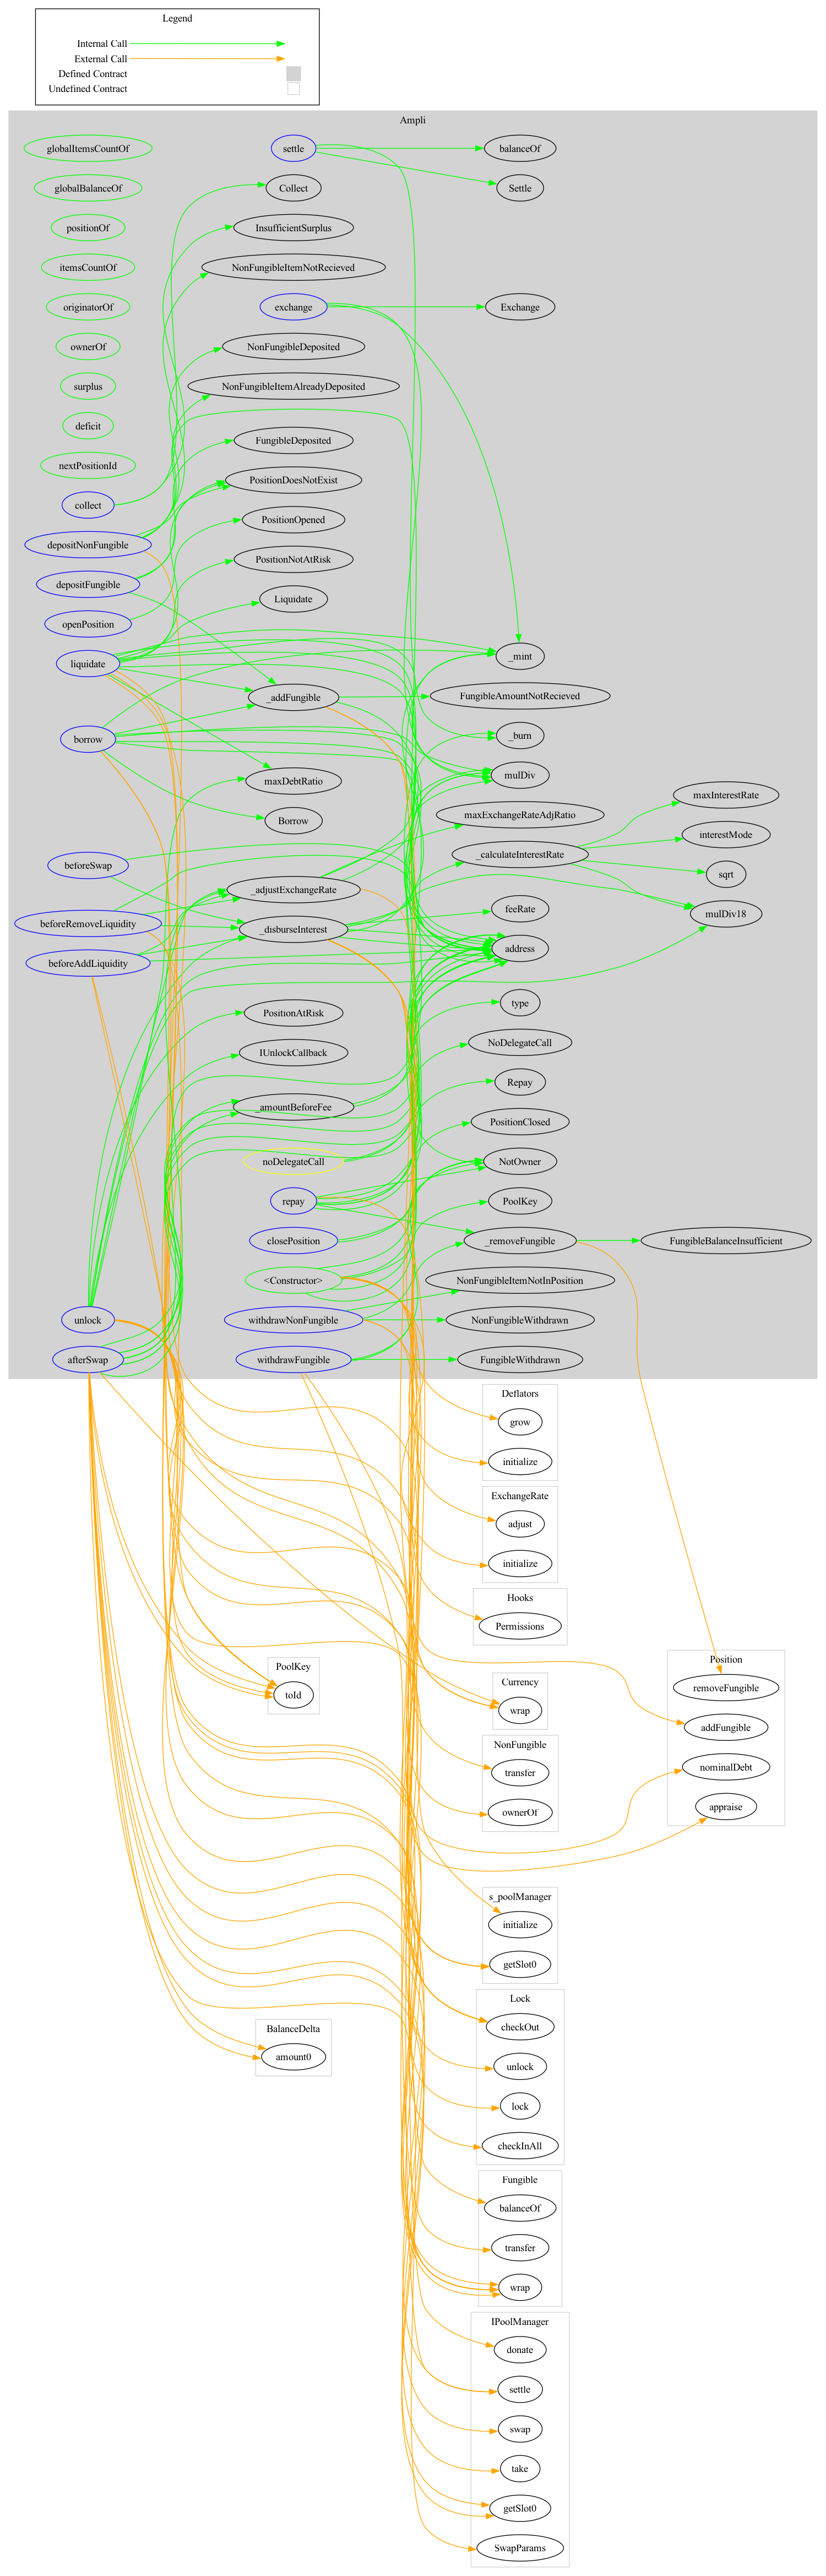 Legend
Internal Call
External Call
Defined Contract
Undefined Contract
Ampli
globalItemsCountOf
globalBalanceOf
positionOf
itemsCountOf
originatorOf
ownerOf
surplus
deficit
nextPositionId
collect
depositNonFungible
depositFungible
openPosition
liquidate
borrow
beforeSwap
beforeRemoveLiquidity
beforeAddLiquidity
unlock
afterSwap
settle
Collect
InsufficientSurplus
NonFungibleItemNotRecieved
exchange
NonFungibleDeposited
NonFungibleItemAlreadyDeposited
FungibleDeposited
PositionDoesNotExist
PositionOpened
PositionNotAtRisk
Liquidate
_addFungible
maxDebtRatio
Borrow
_adjustExchangeRate
_disburseInterest
PositionAtRisk
IUnlockCallback
_amountBeforeFee
noDelegateCall
repay
closePosition
<Constructor>
withdrawNonFungible
withdrawFungible
balanceOf
Settle
Exchange
_mint
FungibleAmountNotRecieved
_burn
mulDiv
maxExchangeRateAdjRatio
_calculateInterestRate
feeRate
address
type
NoDelegateCall
Repay
PositionClosed
NotOwner
PoolKey
_removeFungible
NonFungibleItemNotInPosition
NonFungibleWithdrawn
FungibleWithdrawn
maxInterestRate
interestMode
sqrt
mulDiv18
FungibleBalanceInsufficient
Deflators
grow
initialize
ExchangeRate
adjust
initialize
Hooks
Permissions
PoolKey
toId
Currency
wrap
Position
removeFungible
addFungible
nominalDebt
appraise
NonFungible
transfer
ownerOf
s_poolManager
initialize
getSlot0
Lock
checkOut
unlock
lock
checkInAll
BalanceDelta
amount0
Fungible
balanceOf
transfer
wrap
IPoolManager
donate
settle
swap
take
getSlot0
SwapParams